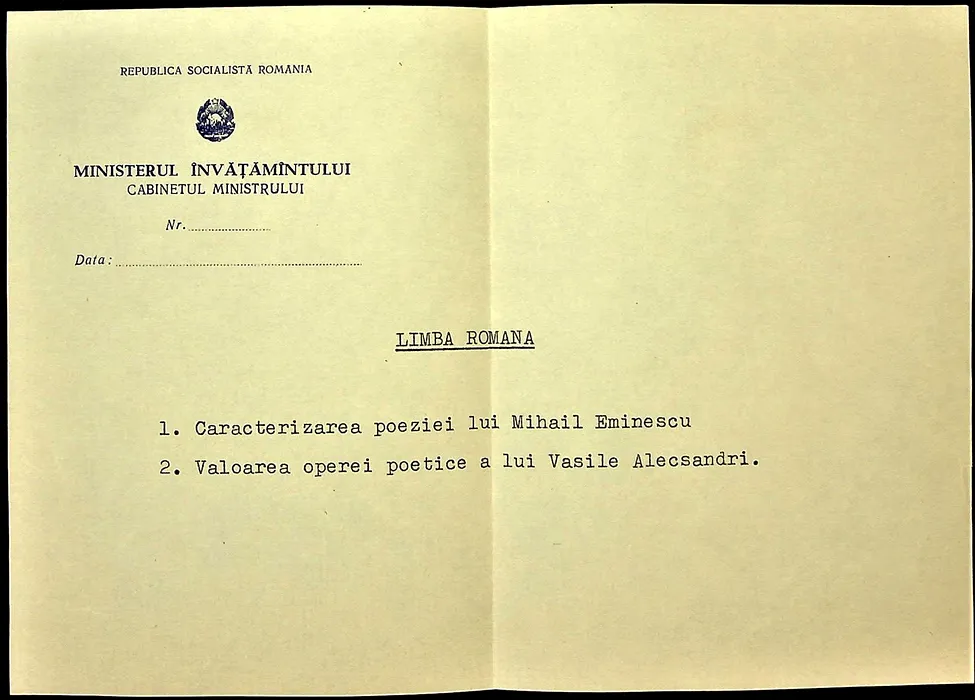 REPUBLICA SOCIALISTĂ ROMANIA
MINISTERUL ÎNVĂȚĂMÎNTULUI
CABINETUL MINISTRULUI
Nr. ........................
Data: ..............................................................
LIMBA ROMANA
1. Caracterizarea poeziei lui Mihail Eminescu
2. Valoarea operei poetice a lui Vasile Alecsandri.